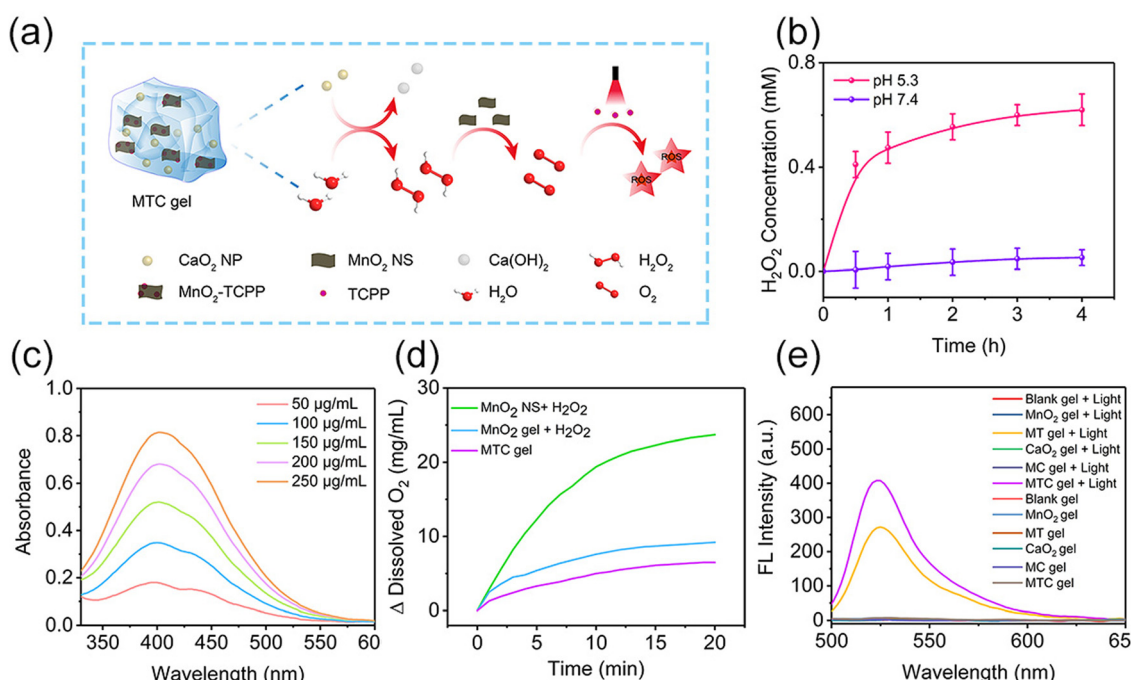 (a)
MTC gel
ROS
ROS
CaO₂ NP
MnO₂ NS
Ca(OH)₂
H₂O₂
MnO₂-TCPP
TCPP
H₂O
O₂
(b)
H₂O₂ Concentration (mM)
0.8
0.4
0.0
pH 5.3
pH 7.4
0 1 2 3 4
Time (h)
(c)
Absorbance
1.0
0.8
0.6
0.4
0.2
0.0
50 µg/mL
100 µg/mL
150 µg/mL
200 µg/mL
250 µg/mL
350 400 450 500 550 60
Wavelength (nm)
(d)
Δ Dissolved O₂ (mg/mL)
30
20
10
0
MnO₂ NS+ H₂O₂
MnO₂ gel + H₂O₂
MTC gel
0 5 10 15 20
Time (min)
(e)
FL Intensity (a.u.)
600
500
400
300
200
100
0
Blank gel + Light
MnO₂ gel + Light
MT gel + Light
CaO₂ gel + Light
MC gel + Light
MTC gel + Light
Blank gel
MnO₂ gel
MT gel
CaO₂ gel
MC gel
MTC gel
500 550 600 65
Wavelength (nm)